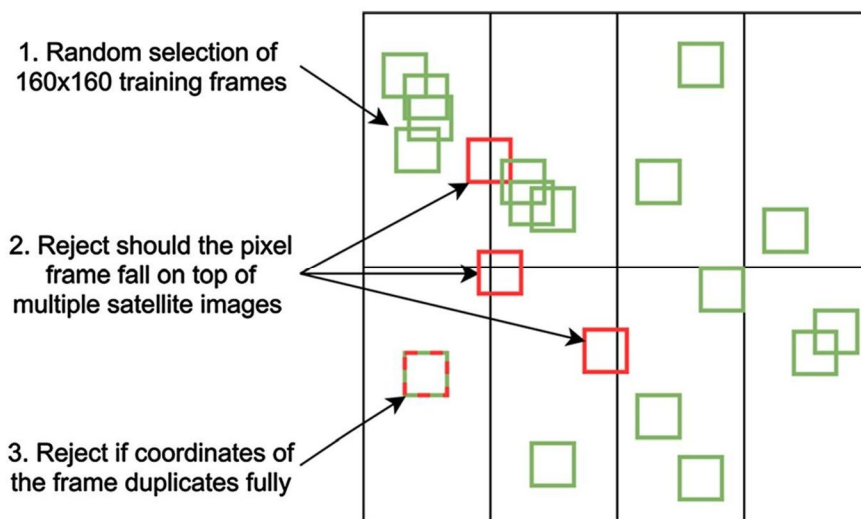 1. Random selection of
160x160 training frames
2. Reject should the pixel
frame fall on top of
multiple satellite images
3. Reject if coordinates of
the frame duplicates fully